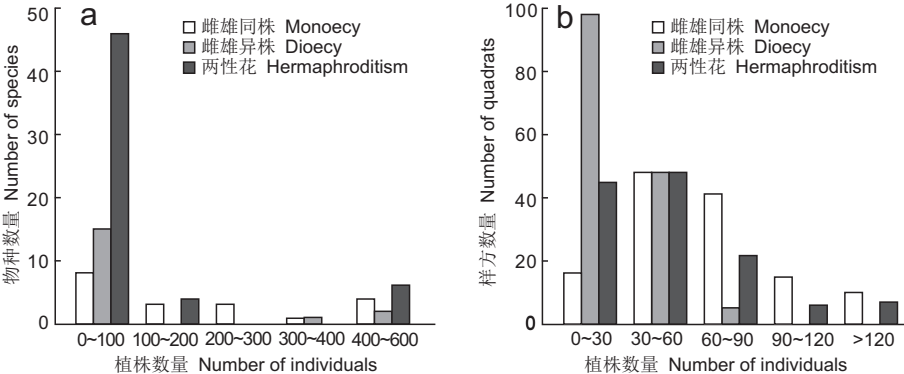 a
雌雄同株 Monoecy
雌雄异株 Dioecy
两性花 Hermaphroditism
物种数量 Number of species
50
40
30
20
10
0
0~100 100~200 200~300 300~400 400~600
植株数量 Number of individuals
b
雌雄同株 Monoecy
雌雄异株 Dioecy
两性花 Hermaphroditism
样方数量 Number of quadrats
100
80
60
40
20
0
0~30 30~60 60~90 90~120 >120
植株数量 Number of individuals